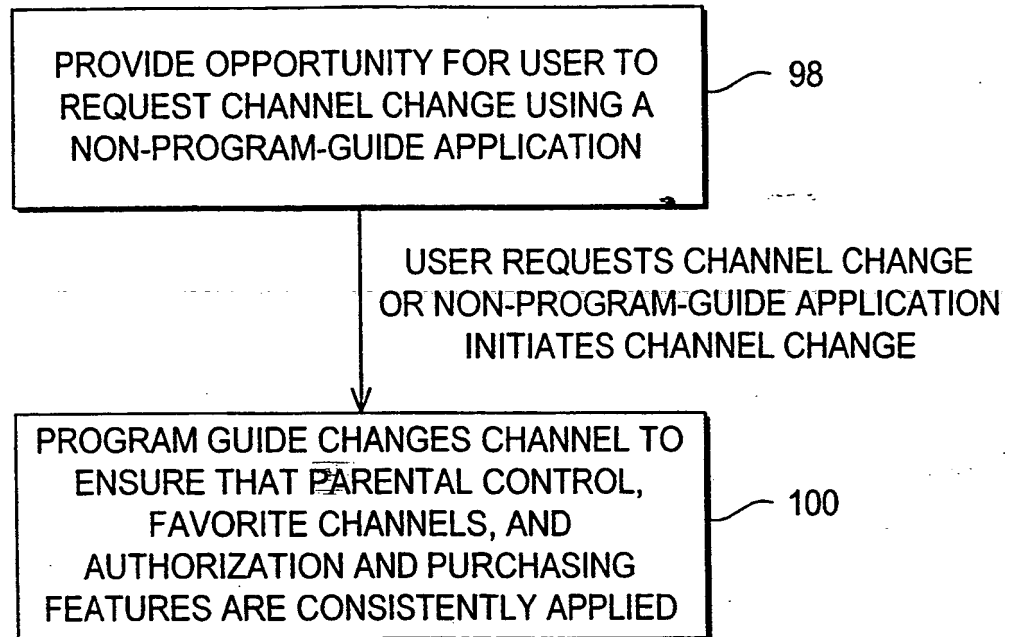 PROVIDE OPPORTUNITY FOR USER TO
REQUEST CHANNEL CHANGE USING A
NON-PROGRAM-GUIDE APPLICATION
98
USER REQUESTS CHANNEL CHANGE
OR NON-PROGRAM-GUIDE APPLICATION
INITIATES CHANNEL CHANGE
PROGRAM GUIDE CHANGES CHANNEL TO
ENSURE THAT PARENTAL CONTROL,
FAVORITE CHANNELS, AND
AUTHORIZATION AND PURCHASING
FEATURES ARE CONSISTENTLY APPLIED
100